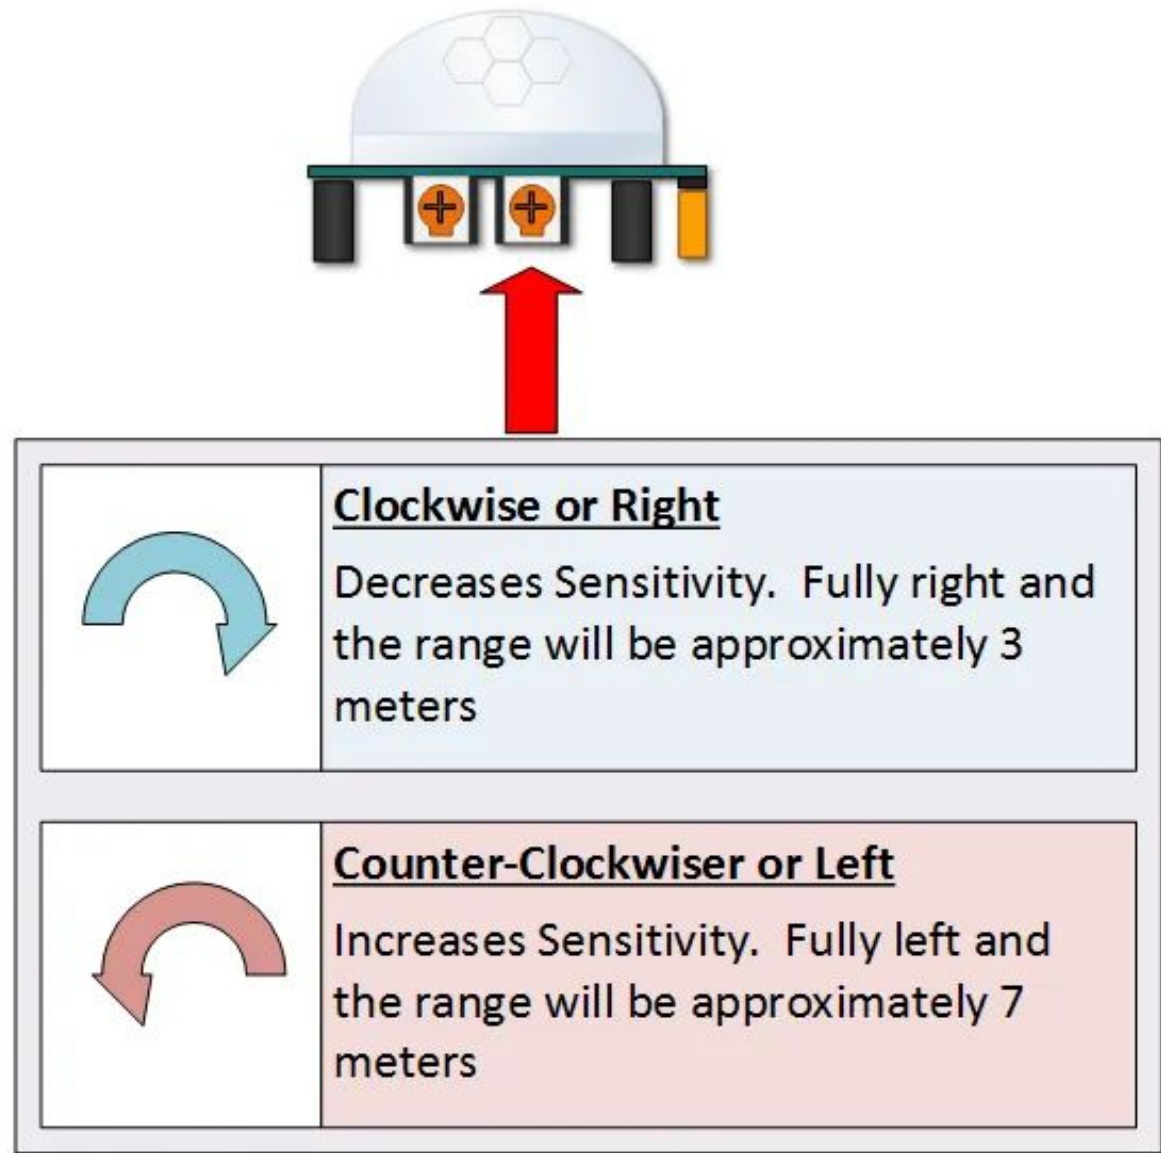 Clockwise or Right
Decreases Sensitivity.  Fully right and
the range will be approximately 3
meters
Counter-Clockwiser or Left
Increases Sensitivity.  Fully left and
the range will be approximately 7
meters